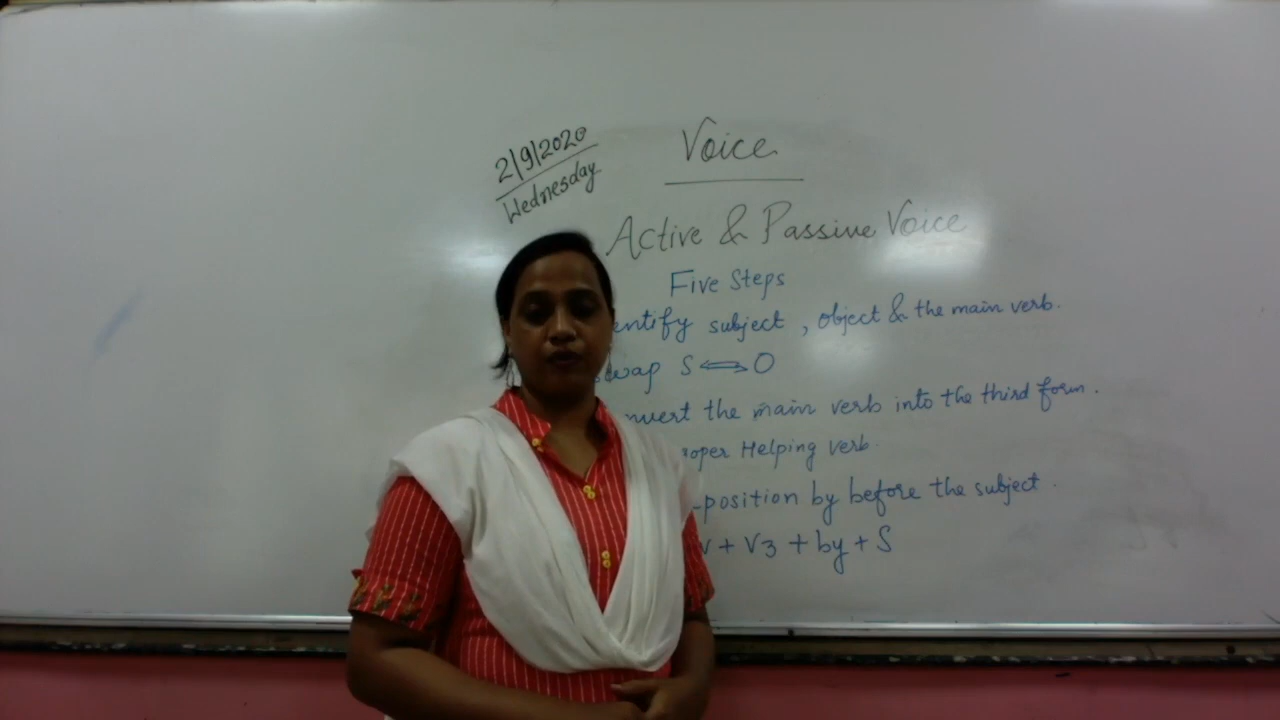 2/9/2020
Wednesday
Voice
Active & Passive Voice
Five Steps
entify subject, object & the main verb.
swap S ⟺ O
nvert the main verb into the third form.
oper Helping verb.
-position by before the subject.
v + V3 + by + S